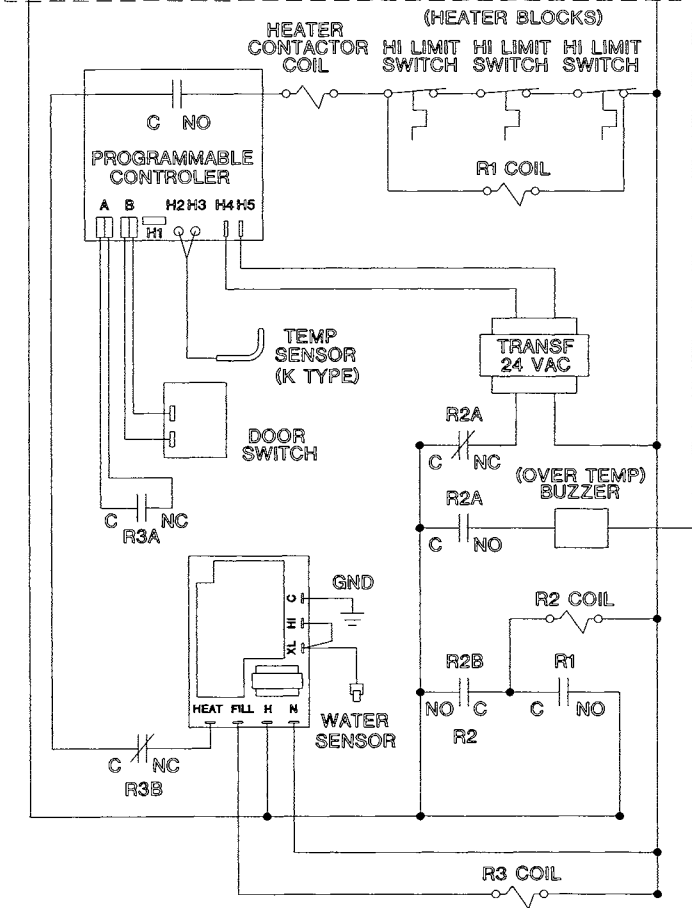 (HEATER BLOCKS)
HEATER
CONTACTOR
COIL
HI LIMIT
SWITCH
HI LIMIT
SWITCH
HI LIMIT
SWITCH
C NO
PROGRAMMABLE
CONTROLER
R1 COIL
A B H2 H3 H4 H5
H1
TEMP
SENSOR
(K TYPE)
TRANSF
24 VAC
DOOR
SWITCH
R2A
C NC
(OVER TEMP)
BUZZER
R2A
C NO
C NC
R3A
GND
C
HI
XL
R2 COIL
R2B
R1
HEAT FILL H N
NO C
C NO
R2
WATER
SENSOR
C NC
R3B
R3 COIL